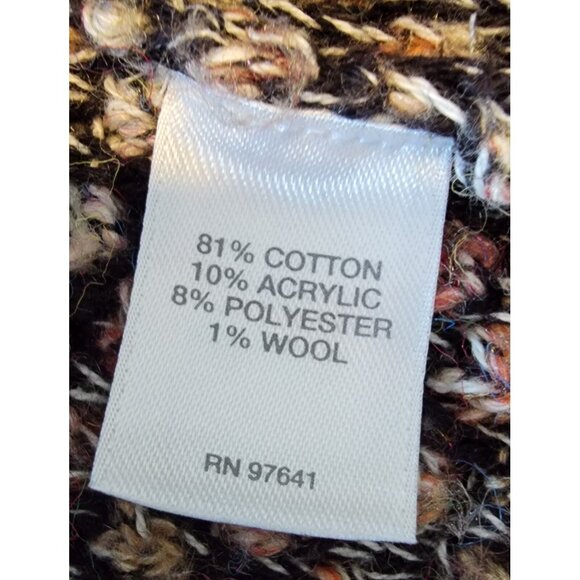 81% COTTON
10% ACRYLIC
8% POLYESTER
1% WOOL
RN 97641